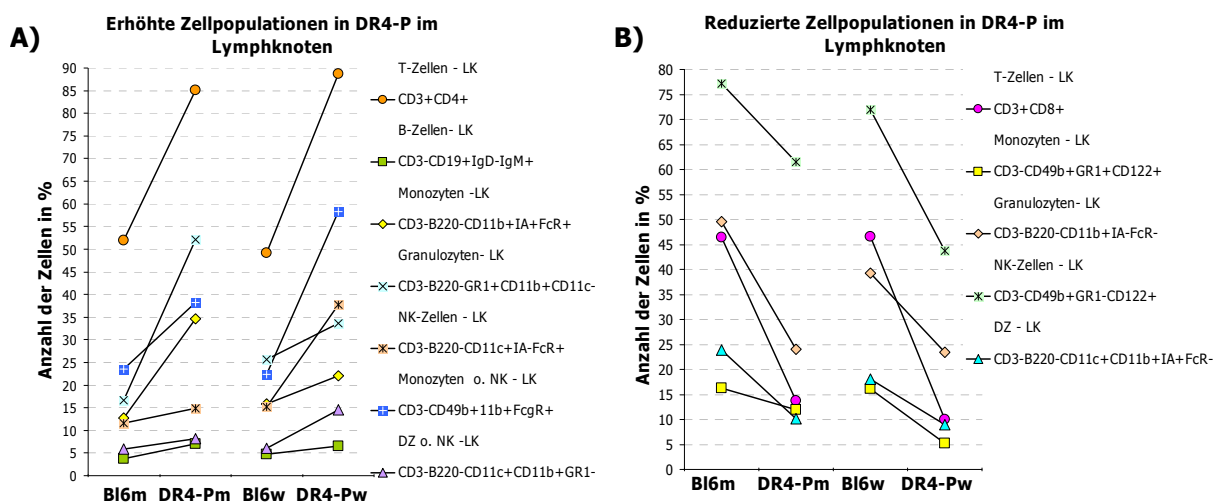 A)
Erhöhte Zellpopulationen in DR4-P im
Lymphknoten
Anzahl der Zellen in %
90
85
80
75
70
65
60
55
50
45
40
35
30
25
20
15
10
5
0
Bl6m DR4-Pm Bl6w DR4-Pw
T-Zellen - LK
CD3+CD4+
B-Zellen- LK
CD3-CD19+IgD-IgM+
Monozyten -LK
CD3-B220-CD11b+IA+FcR+
Granulozyten- LK
CD3-B220-GR1+CD11b+CD11c-
NK-Zellen - LK
CD3-B220-CD11c+IA-FcR+
Monozyten o. NK - LK
CD3-CD49b+11b+FcgR+
DZ o. NK -LK
CD3-B220-CD11c+CD11b+GR1-
B)
Reduzierte Zellpopulationen in DR4-P im
Lymphknoten
Anzahl der Zellen in %
80
75
70
65
60
55
50
45
40
35
30
25
20
15
10
5
0
Bl6m DR4-Pm Bl6w DR4-Pw
T-Zellen - LK
CD3+CD8+
Monozyten - LK
CD3-CD49b+GR1+CD122+
Granulozyten- LK
CD3-B220-CD11b+IA-FcR-
NK-Zellen - LK
CD3-CD49b+GR1-CD122+
DZ - LK
CD3-B220-CD11c+CD11b+IA+FcR-